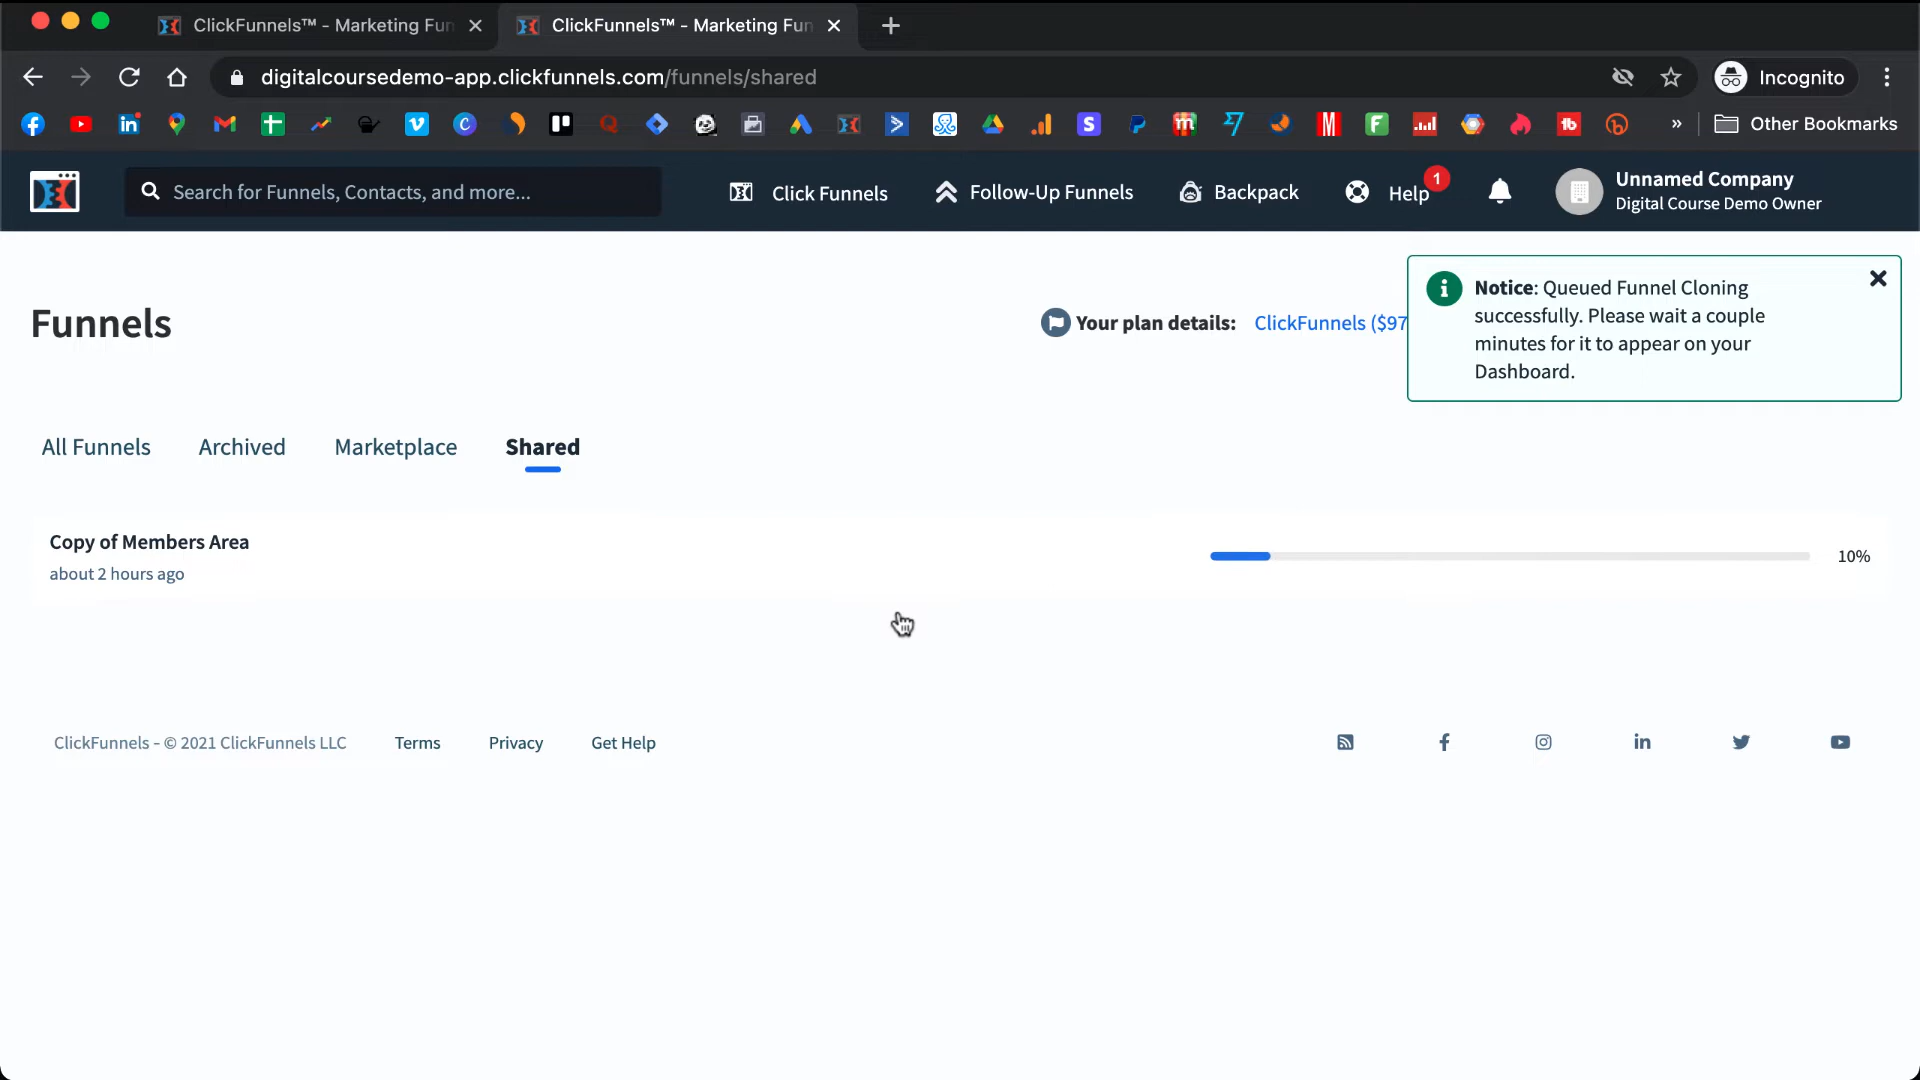 ClickFunnels™ - Marketing Fun
ClickFunnels™ - Marketing Fun
digitalcoursedemo-app.clickfunnels.com/funnels/shared
Incognito
» Other Bookmarks
Search for Funnels, Contacts, and more...
Click Funnels
Follow-Up Funnels
Backpack
Help 1
Unnamed Company
Digital Course Demo Owner
Funnels
Your plan details: ClickFunnels ($97
Notice: Queued Funnel Cloning
successfully. Please wait a couple
minutes for it to appear on your
Dashboard.
All Funnels
Archived
Marketplace
Shared
Copy of Members Area
about 2 hours ago
10%
ClickFunnels - © 2021 ClickFunnels LLC
Terms
Privacy
Get Help